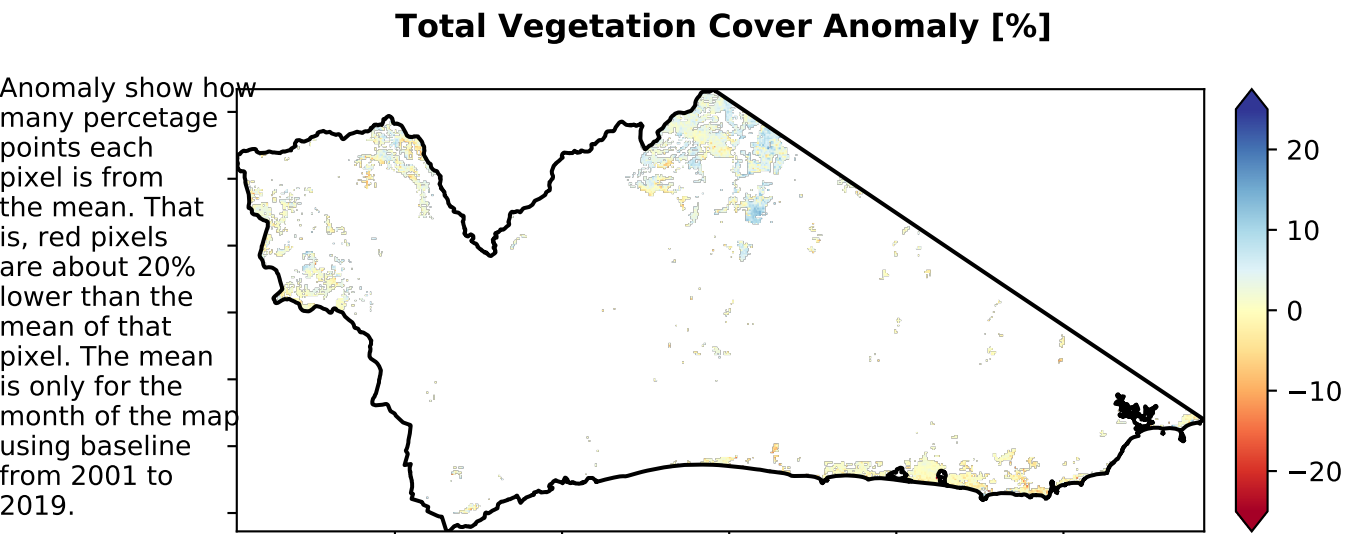 Total Vegetation Cover Anomaly [%]
Anomaly show how
many percetage
points each
pixel is from
the mean. That
is, red pixels
are about 20%
lower than the
mean of that
pixel. The mean
is only for the
month of the map
using baseline
from 2001 to
2019.
20
10
0
−10
−20